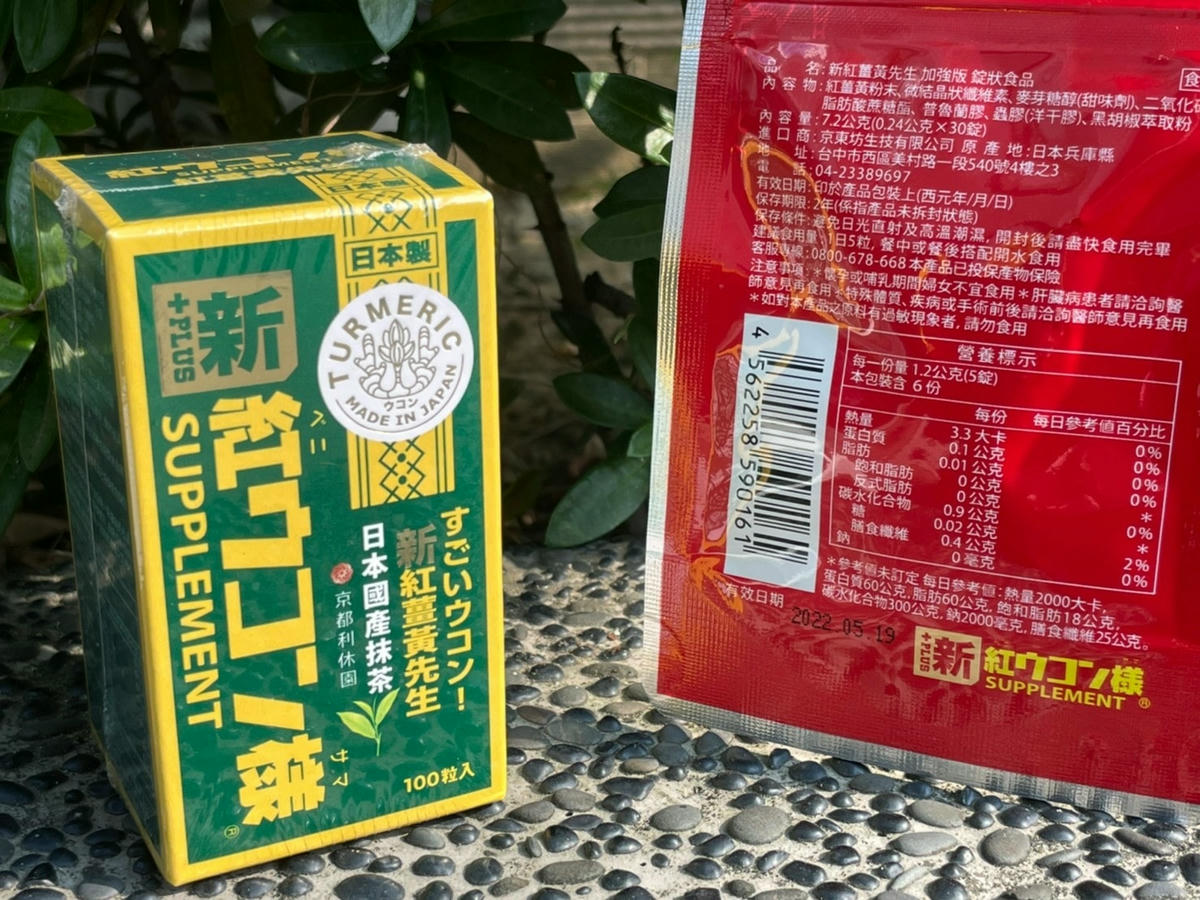 日本製
+PLUS
新
紅ウコン様
ベニ
サマ
SUPPLEMENT
TURMERIC
ウコン
MADE IN JAPAN
すごいウコン！
新紅薑黃先生
日本國產抹茶
京都利休園
100粒入
日本製
品 名:新紅薑黃先生 加強版 錠狀食品
內 容 物:紅薑黃粉末、微結晶狀纖維素、麥芽糖醇(甜味劑)、二氧化
脂肪酸蔗糖酯、普魯蘭膠、蟲膠(洋干膠)、黑胡椒萃取粉
內 容 量:7.2公克(0.24公克×30錠)
進 口 商:京東坊生技有限公司 原 產 地:日本兵庫縣
地 址:台中市西區美村路一段540號4樓之3
電 話:04-23389697
有效日期:印於產品包裝上(西元年/月/日)
保存期限:2年(係指產品未拆封狀態)
保存條件:避免日光直射及高溫潮濕, 開封後請盡快食用完畢
建議食用量:每日5粒, 餐中或餐後搭配開水食用
客服專線:0800-678-668 本產品已投保產物保險
注意事項:*懷孕或哺乳期間婦女不宜食用*肝臟病患者請洽詢醫
師意見再食用*特殊體質、疾病或手術前後請洽詢醫師意見再食用
*如對本產品之原料有過敏現象者, 請勿食用
4 562258 590161
營養標示
每一份量 1.2公克(5錠)
本包裝含 6 份
每份 每日參考值百分比
熱量 3.3 大卡 0%
蛋白質 0.1 公克 0%
脂肪 0.01 公克 0%
飽和脂肪 0 公克 0%
反式脂肪 0 公克 *
碳水化合物 0.9 公克 0%
糖 0.02 公克 *
膳食纖維 0.4 公克 2%
鈉 0 毫克 0%
*參考值未訂定 每日參考值:熱量2000大卡,
蛋白質60公克, 脂肪60公克, 飽和脂肪18公克,
碳水化合物300公克, 鈉2000毫克, 膳食纖維25公克。
有效日期 2022 05 19
+PLUS 新 紅ウコン様
SUPPLEMENT ®